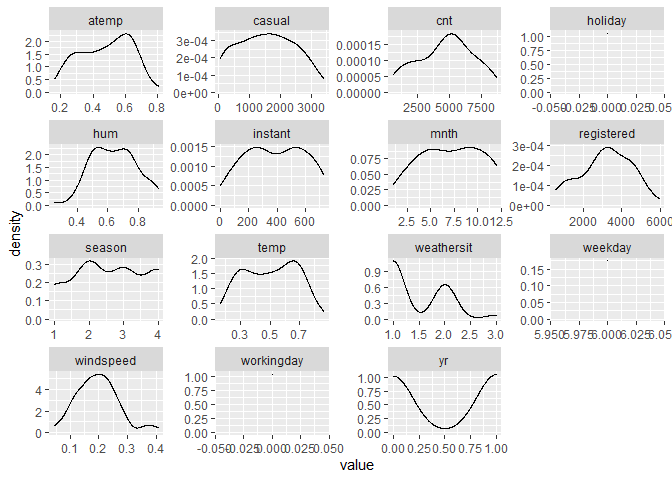 atemp casual cnt holiday
2.0 1.5 1.0 0.5 0.0
3e-04 2e-04 1e-04 0e+00
0.00015 0.00010 0.00005 0.00000
1.00 0.75 0.50 0.25 0.00
0.2 0.4 0.6 0.8
0 1000 2000 3000
2500 5000 7500
-0.050 -0.025 0.000 0.025 0.05
hum instant mnth registered
2.0 1.5 1.0 0.5 0.0
0.0015 0.0010 0.0005 0.0000
0.075 0.050 0.025 0.000
3e-04 2e-04 1e-04 0e+00
0.4 0.6 0.8
0 200 400 600
2.5 5.0 7.5 10.0 12.5
2000 4000 6000
density
season temp weathersit weekday
0.3 0.2 0.1 0.0
2.0 1.5 1.0 0.5 0.0
0.9 0.6 0.3 0.0
0.15 0.10 0.05 0.00
1 2 3 4
0.3 0.5 0.7
1.0 1.5 2.0 2.5 3.0
5.950 5.975 6.000 6.025 6.05
windspeed workingday yr
4 2 0
1.00 0.75 0.50 0.25 0.00
1.00 0.75 0.50 0.25 0.00
0.1 0.2 0.3 0.4
-0.050 -0.025 0.000 0.025 0.050
0.00 0.25 0.50 0.75 1.00
value